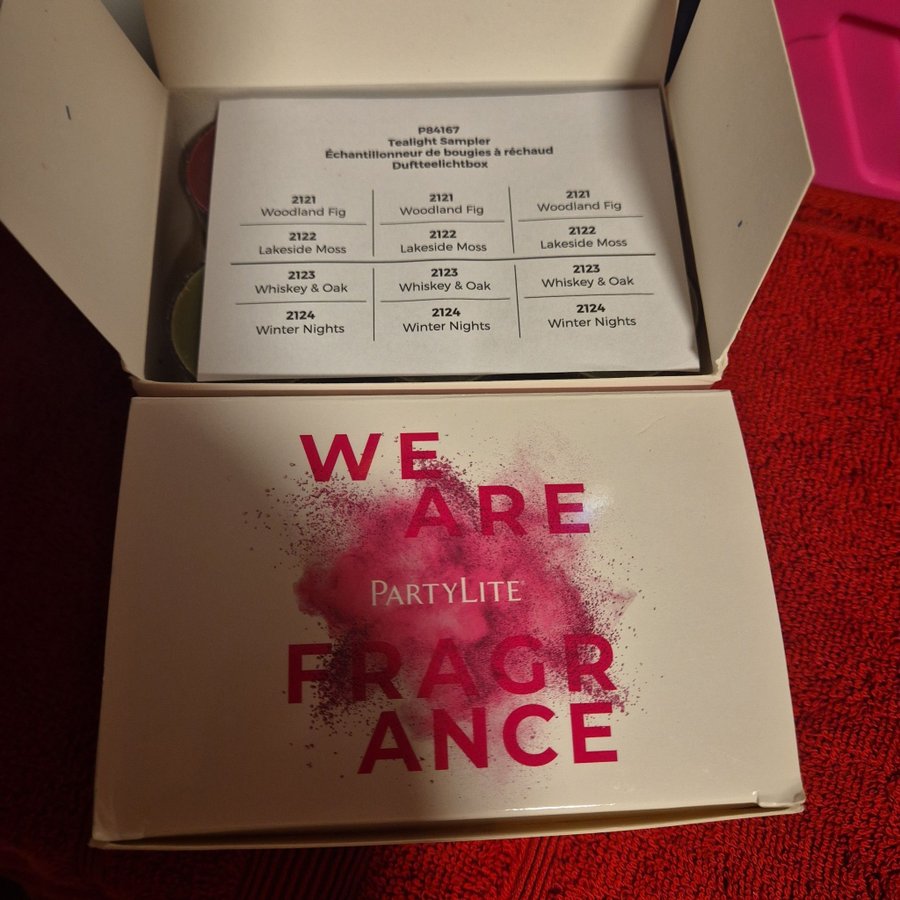 P84167
Tealight Sampler
Échantillonneur de bougies à réchaud
Duftteelichtbox
2121 2121 2121
Woodland Fig Woodland Fig Woodland Fig
2122 2122 2122
Lakeside Moss Lakeside Moss Lakeside Moss
2123 2123 2123
Whiskey & Oak Whiskey & Oak Whiskey & Oak
2124 2124 2124
Winter Nights Winter Nights Winter Nights
WE
ARE
PARTYLITE®
FRAGR
ANCE